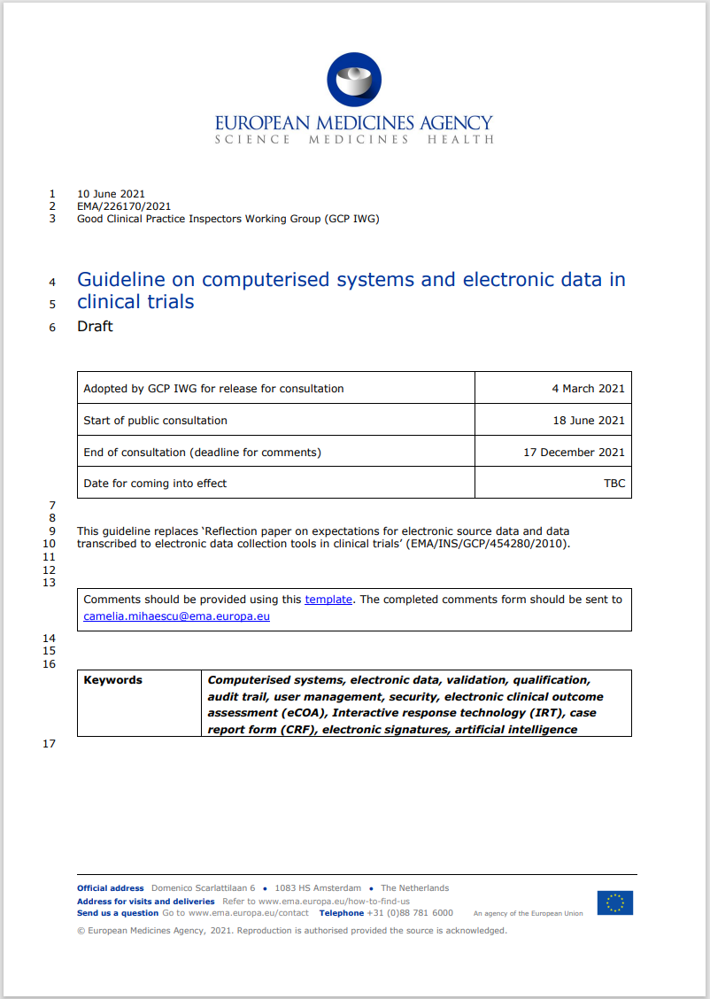 EUROPEAN MEDICINES AGENCY
SCIENCE MEDICINES HEALTH
1 10 June 2021
2 EMA/226170/2021
3 Good Clinical Practice Inspectors Working Group (GCP IWG)
4 Guideline on computerised systems and electronic data in
5 clinical trials
6 Draft
Adopted by GCP IWG for release for consultation 4 March 2021
Start of public consultation 18 June 2021
End of consultation (deadline for comments) 17 December 2021
Date for coming into effect TBC
7
8
9 This guideline replaces ‘Reflection paper on expectations for electronic source data and data
10 transcribed to electronic data collection tools in clinical trials’ (EMA/INS/GCP/454280/2010).
11
12
13
Comments should be provided using this template. The completed comments form should be sent to
camelia.mihaescu@ema.europa.eu
14
15
16
Keywords Computerised systems, electronic data, validation, qualification,
audit trail, user management, security, electronic clinical outcome
assessment (eCOA), Interactive response technology (IRT), case
report form (CRF), electronic signatures, artificial intelligence
17
Official address Domenico Scarlattilaan 6 ● 1083 HS Amsterdam ● The Netherlands
Address for visits and deliveries Refer to www.ema.europa.eu/how-to-find-us
Send us a question Go to www.ema.europa.eu/contact Telephone +31 (0)88 781 6000 An agency of the European Union
© European Medicines Agency, 2021. Reproduction is authorised provided the source is acknowledged.